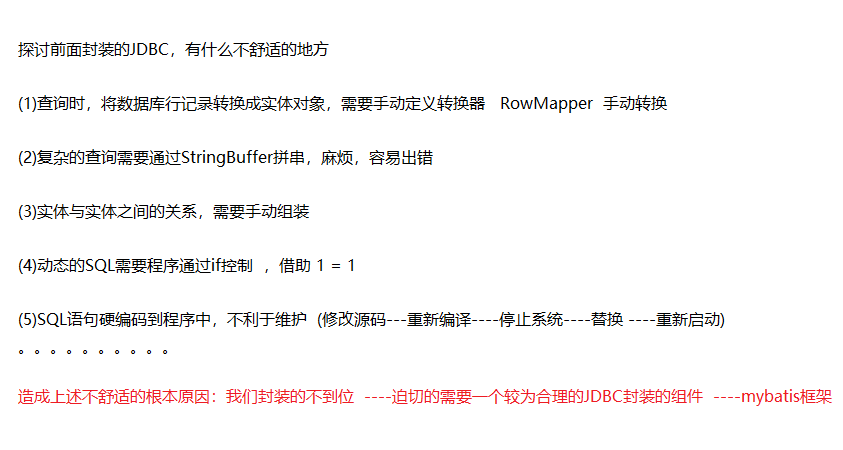 探讨前面封装的JDBC，有什么不舒适的地方
(1)查询时，将数据库行记录转换成实体对象，需要手动定义转换器 RowMapper 手动转换
(2)复杂的查询需要通过StringBuffer拼串，麻烦，容易出错
(3)实体与实体之间的关系，需要手动组装
(4)动态的SQL需要程序通过if控制 ，借助 1 = 1
(5)SQL语句硬编码到程序中，不利于维护 (修改源码---重新编译----停止系统----替换 ----重新启动)
。。。。。。。。。。
造成上述不舒适的根本原因：我们封装的不到位 ----迫切的需要一个较为合理的JDBC封装的组件 ----mybatis框架